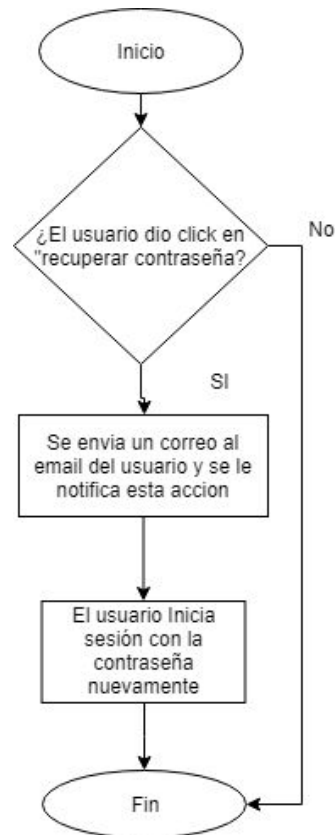 Inicio
¿El usuario dio click en
"recuperar contraseña?
No
SI
Se envia un correo al
email del usuario y se le
notifica esta accion
El usuario Inicia
sesión con la
contraseña
nuevamente
Fin